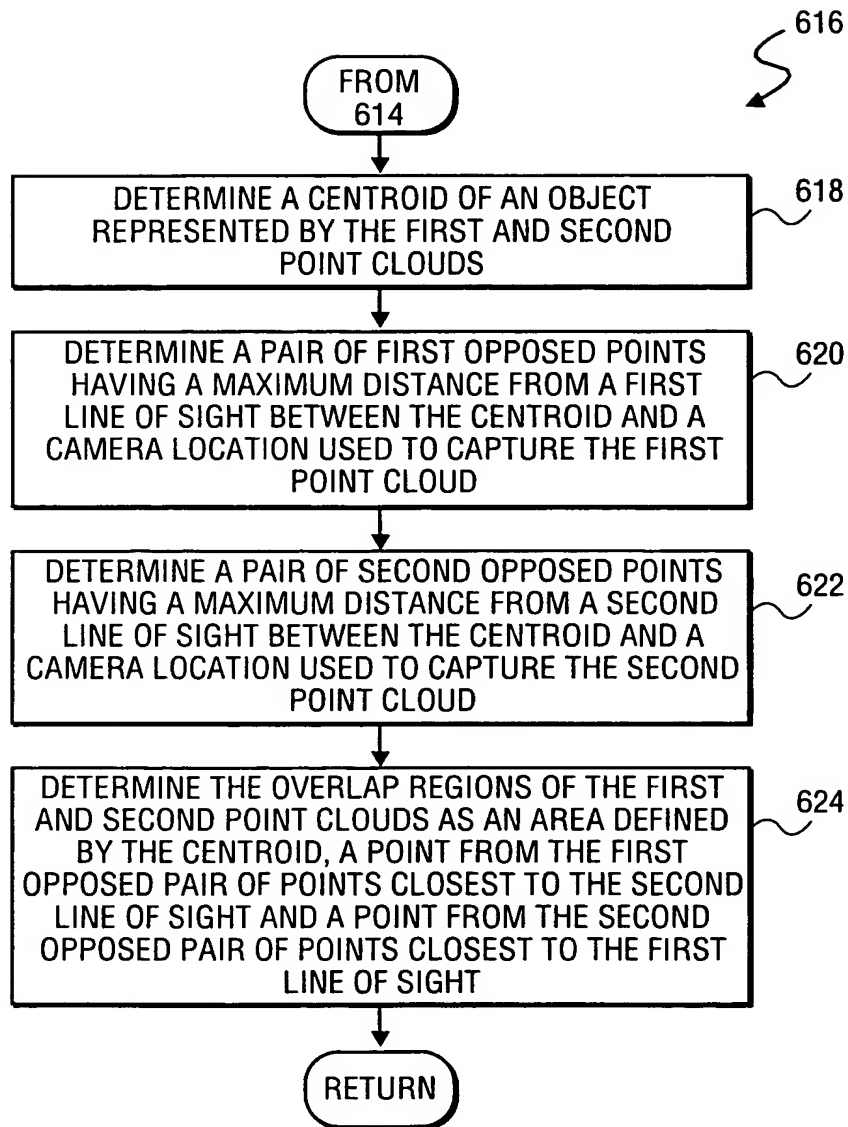 616
FROM
614
DETERMINE A CENTROID OF AN OBJECT
REPRESENTED BY THE FIRST AND SECOND
POINT CLOUDS
618
DETERMINE A PAIR OF FIRST OPPOSED POINTS
HAVING A MAXIMUM DISTANCE FROM A FIRST
LINE OF SIGHT BETWEEN THE CENTROID AND A
CAMERA LOCATION USED TO CAPTURE THE FIRST
POINT CLOUD
620
DETERMINE A PAIR OF SECOND OPPOSED POINTS
HAVING A MAXIMUM DISTANCE FROM A SECOND
LINE OF SIGHT BETWEEN THE CENTROID AND A
CAMERA LOCATION USED TO CAPTURE THE SECOND
POINT CLOUD
622
DETERMINE THE OVERLAP REGIONS OF THE FIRST
AND SECOND POINT CLOUDS AS AN AREA DEFINED
BY THE CENTROID, A POINT FROM THE FIRST
OPPOSED PAIR OF POINTS CLOSEST TO THE SECOND
LINE OF SIGHT AND A POINT FROM THE SECOND
OPPOSED PAIR OF POINTS CLOSEST TO THE FIRST
LINE OF SIGHT
624
RETURN